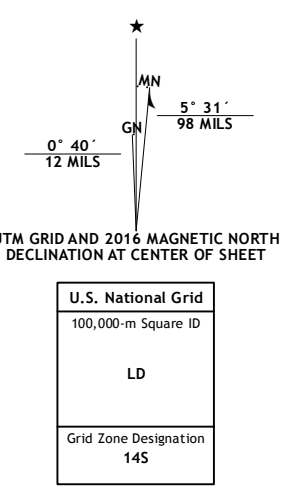 ★
MN
GN
5° 31´
98 MILS
0° 40´
12 MILS
UTM GRID AND 2016 MAGNETIC NORTH
DECLINATION AT CENTER OF SHEET
U.S. National Grid
100,000-m Square ID
LD
Grid Zone Designation
14S